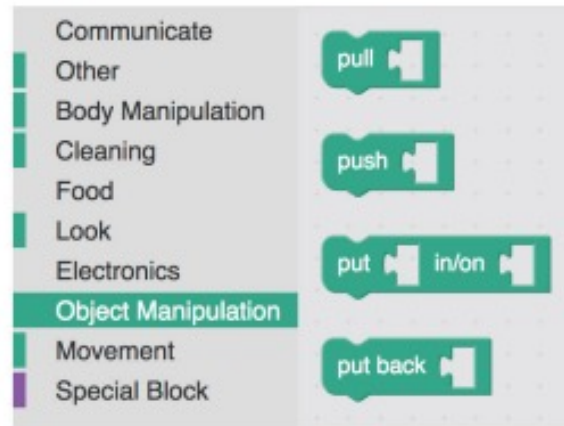 Communicate
Other
Body Manipulation
Cleaning
Food
Look
Electronics
Object Manipulation
Movement
Special Block
pull
push
put in/on
put back